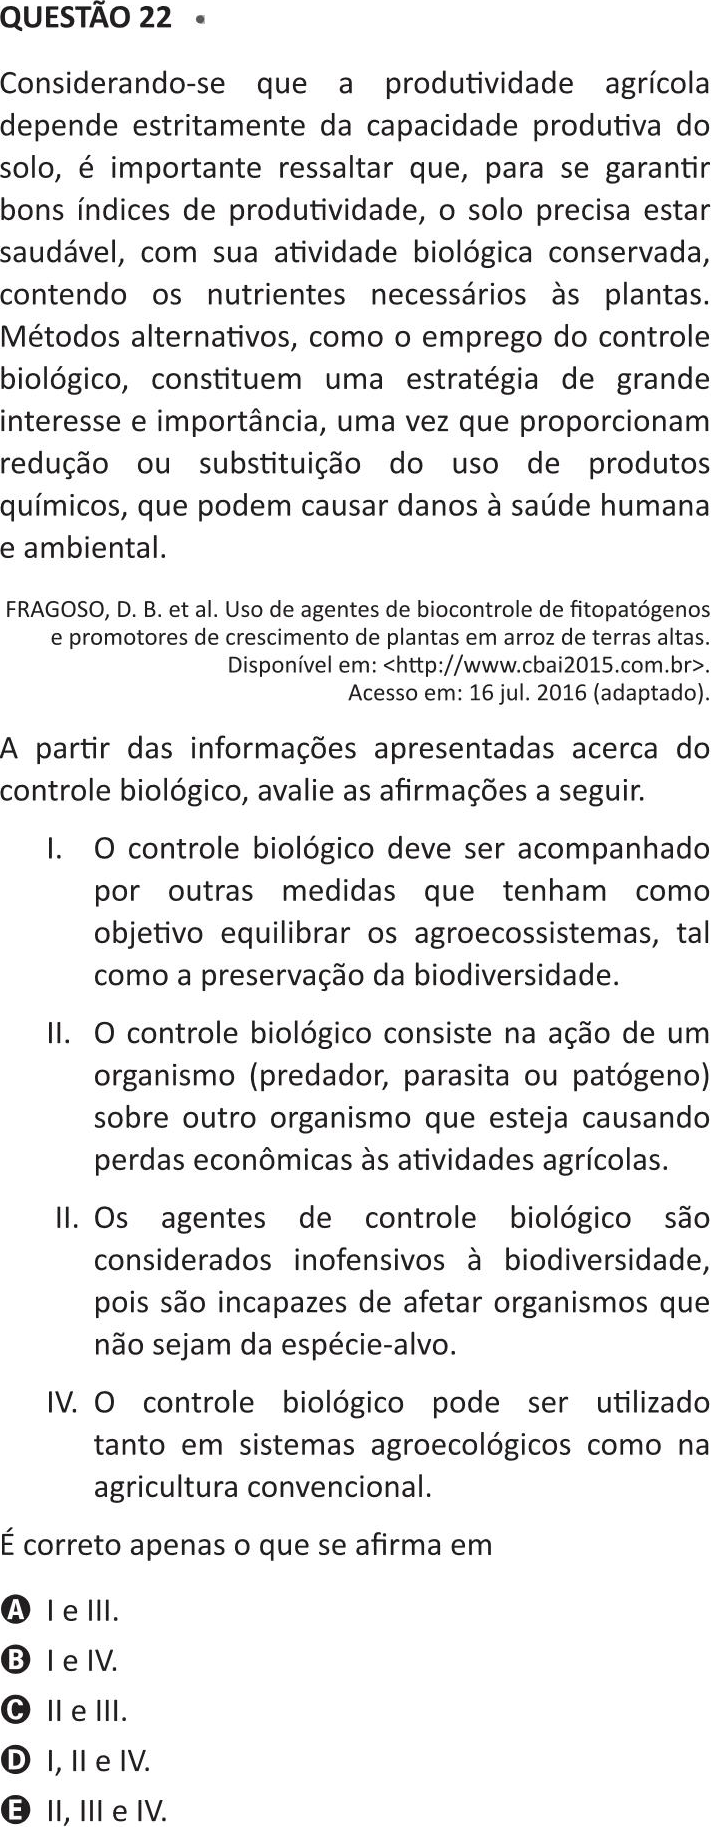 QUESTÃO 22
Considerando-se que a produtividade agrícola
depende estritamente da capacidade produtiva do
solo, é importante ressaltar que, para se garantir
bons índices de produtividade, o solo precisa estar
saudável, com sua atividade biológica conservada,
contendo os nutrientes necessários às plantas.
Métodos alternativos, como o emprego do controle
biológico, constituem uma estratégia de grande
interesse e importância, uma vez que proporcionam
redução ou substituição do uso de produtos
químicos, que podem causar danos à saúde humana
e ambiental.
FRAGOSO, D. B. et al. Uso de agentes de biocontrole de fitopatógenos
e promotores de crescimento de plantas em arroz de terras altas.
Disponível em: <http://www.cbai2015.com.br>.
Acesso em: 16 jul. 2016 (adaptado).
A partir das informações apresentadas acerca do
controle biológico, avalie as afirmações a seguir.
I. O controle biológico deve ser acompanhado
por outras medidas que tenham como
objetivo equilibrar os agroecossistemas, tal
como a preservação da biodiversidade.
II. O controle biológico consiste na ação de um
organismo (predador, parasita ou patógeno)
sobre outro organismo que esteja causando
perdas econômicas às atividades agrícolas.
II. Os agentes de controle biológico são
considerados inofensivos à biodiversidade,
pois são incapazes de afetar organismos que
não sejam da espécie-alvo.
IV. O controle biológico pode ser utilizado
tanto em sistemas agroecológicos como na
agricultura convencional.
É correto apenas o que se afirma em
A I e III.
B I e IV.
C II e III.
D I, II e IV.
E II, III e IV.